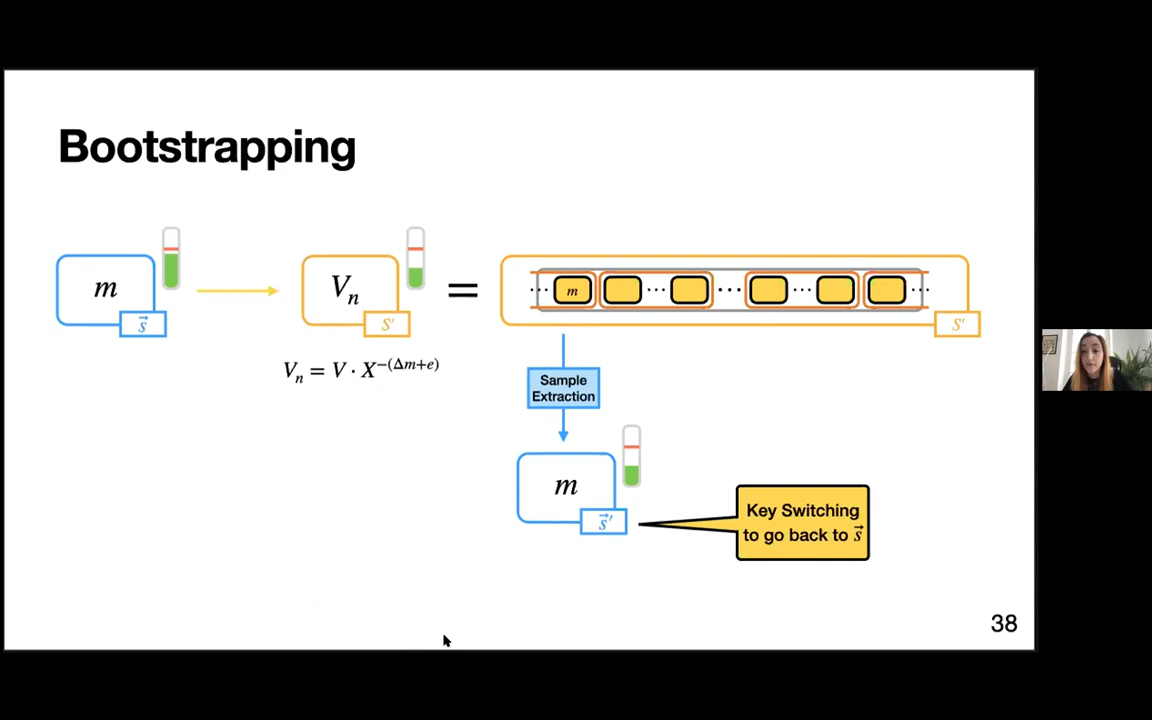 Bootstrapping
m
s⃗
Vₙ
S′
=
··· m ··· ··· ··· ···
S′
Vₙ = V · X^−(Δm+e)
Sample
Extraction
m
s⃗′
Key Switching
to go back to s⃗
38